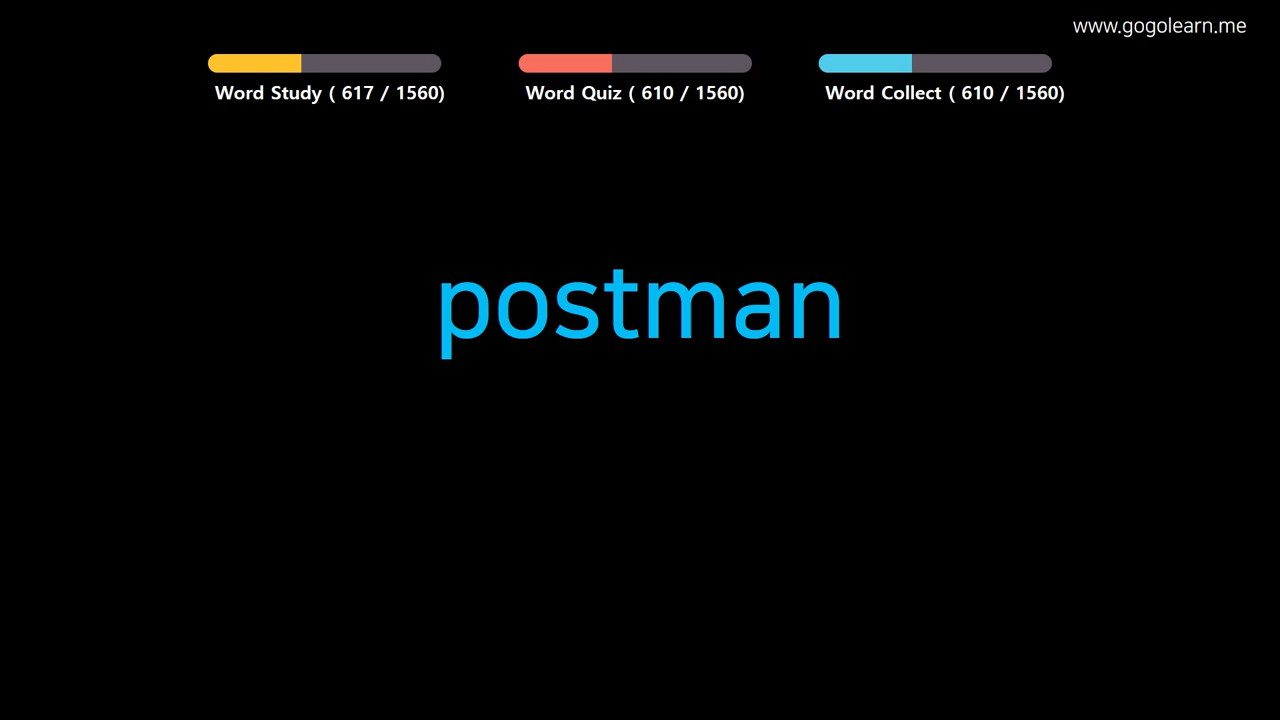 www.gogolearn.me
Word Study ( 617 / 1560)
Word Quiz ( 610 / 1560)
Word Collect ( 610 / 1560)
postman